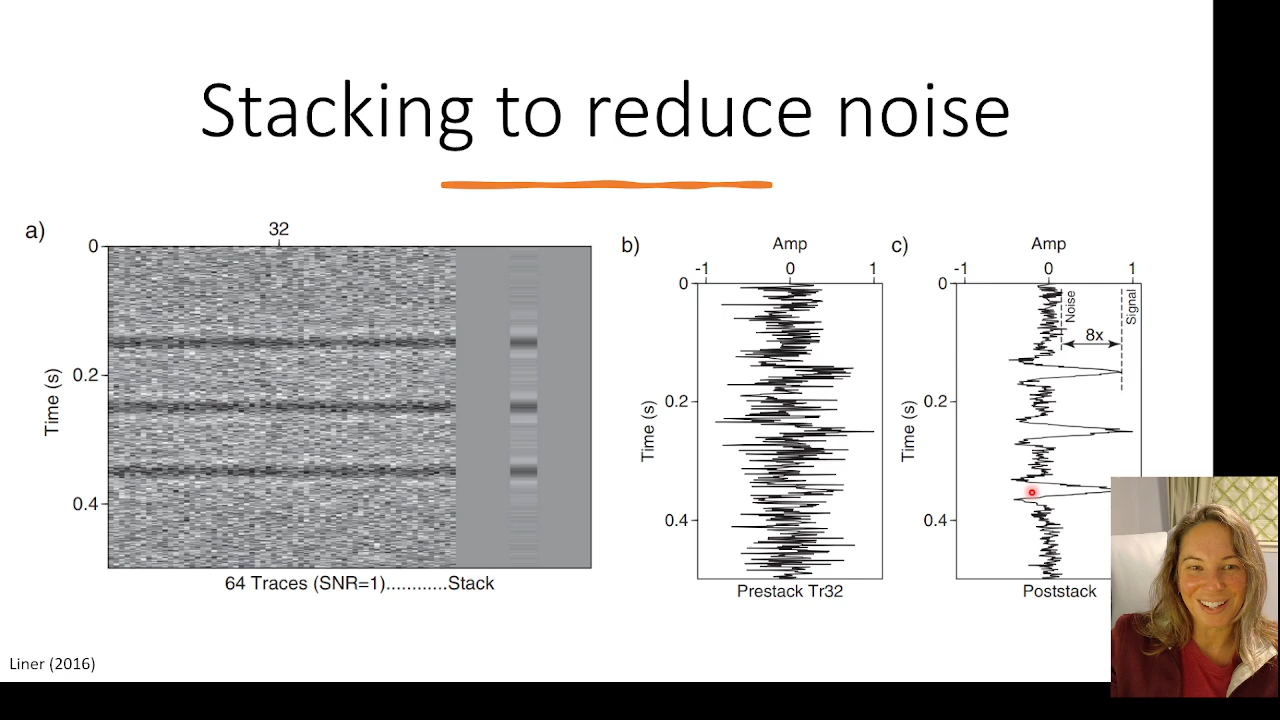 Stacking to reduce noise
a)
32
0
0.2
0.4
Time (s)
64 Traces (SNR=1)............Stack
b)
Amp
-1 0 1
0
0.2
0.4
Time (s)
Prestack Tr32
c)
Amp
-1 0 1
0
0.2
0.4
Time (s)
Noise
Signal
8x
Poststack
Liner (2016)